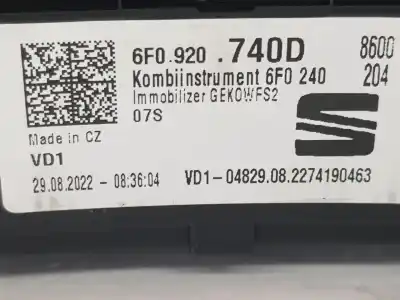 6F0.920 .740D 8600
Kombiinstrument 6F0 240 204
Immobilizer GEKOWFS2
07S
Made in CZ
VD1
29.08.2022 - 08:36:04 VD1-04829.08.2274190463